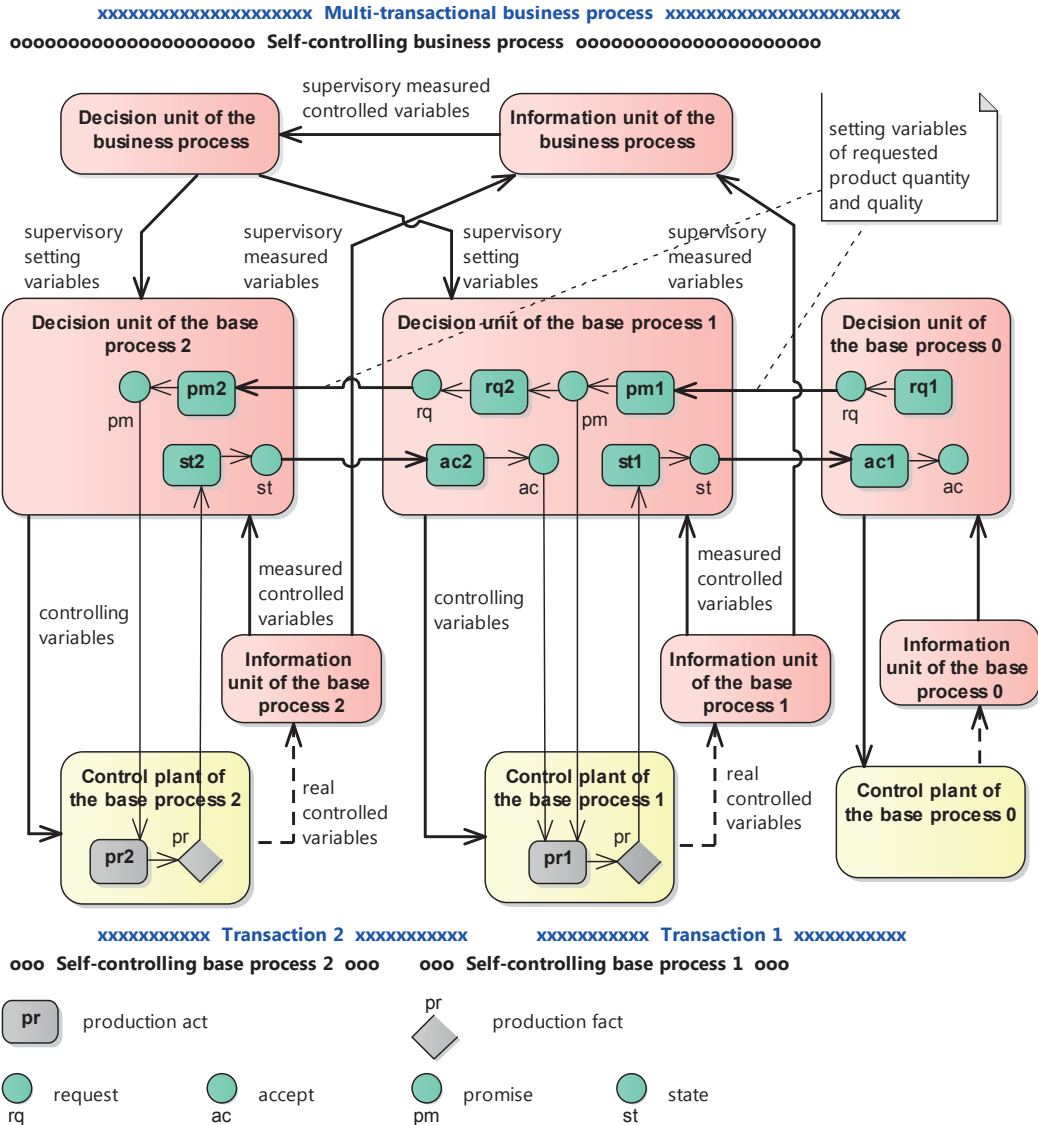 xxxxxxxxxxxxxxxxxxxxx Multi-transactional business process xxxxxxxxxxxxxxxxxxxxxxx
ooooooooooooooooooooo Self-controlling business process ooooooooooooooooooooo
supervisory measured
controlled variables
Decision unit of the
business process
Information unit of the
business process
setting variables
of requested
product quantity
and quality
supervisory
setting
variables
supervisory
measured
variables
supervisory
setting
variables
supervisory
measured
variables
Decision unit of the base
process 2
Decision unit of the base process 1
Decision unit of
the base process 0
pm
pm2
rq
rq2
pm
pm1
rq
rq1
st2
st
ac2
ac
st1
st
ac1
ac
controlling
variables
measured
controlled
variables
controlling
variables
measured
controlled
variables
Information
unit of the base
process 2
Information unit
of the base
process 1
Information
unit of the base
process 0
Control plant of
the base process 2
pr2
pr
real
controlled
variables
Control plant of
the base process 1
pr1
pr
real
controlled
variables
Control plant of
the base process 0
xxxxxxxxxxx Transaction 2 xxxxxxxxxxx
xxxxxxxxxxx Transaction 1 xxxxxxxxxxx
ooo Self-controlling base process 2 ooo
ooo Self-controlling base process 1 ooo
pr
production act
pr
production fact
rq
request
ac
accept
pm
promise
st
state